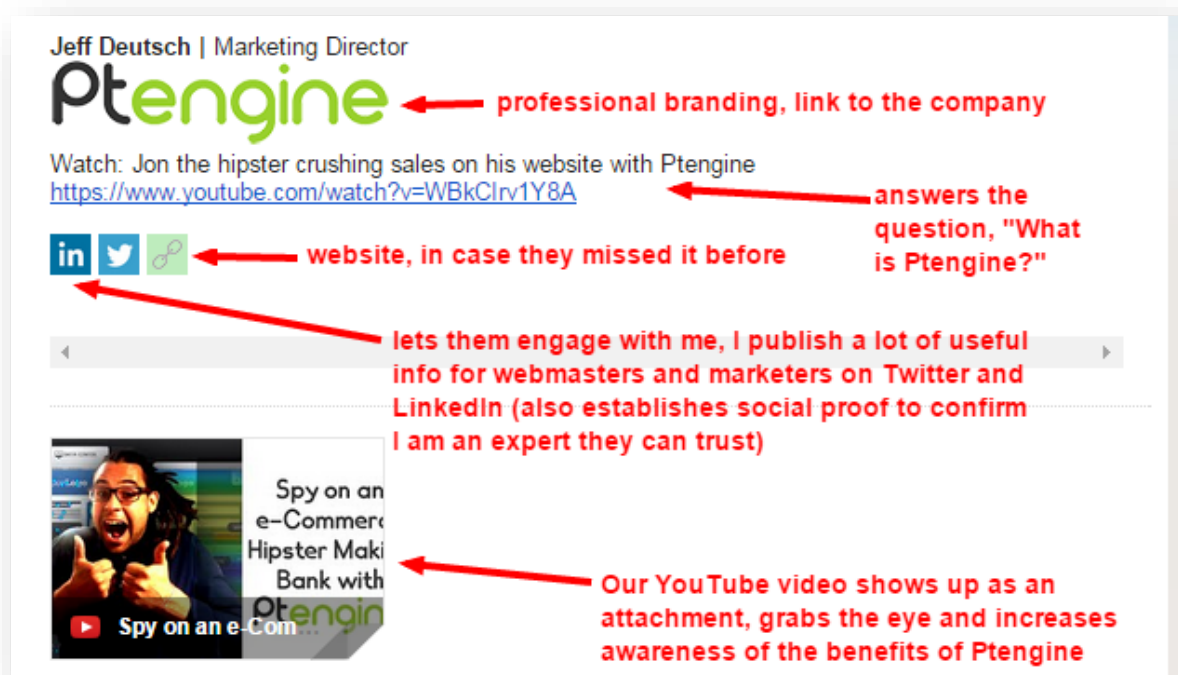 Jeff Deutsch | Marketing Director
Ptengine
professional branding, link to the company
Watch: Jon the hipster crushing sales on his website with Ptengine
https://www.youtube.com/watch?v=WBkCIrv1Y8A
answers the
question, "What
is Ptengine?"
in
website, in case they missed it before
lets them engage with me, I publish a lot of useful
info for webmasters and marketers on Twitter and
LinkedIn (also establishes social proof to confirm
I am an expert they can trust)
Spy on an
e-Commerc
Hipster Maki
Bank with
Ptengin
Spy on an e-Com...
Our YouTube video shows up as an
attachment, grabs the eye and increases
awareness of the benefits of Ptengine